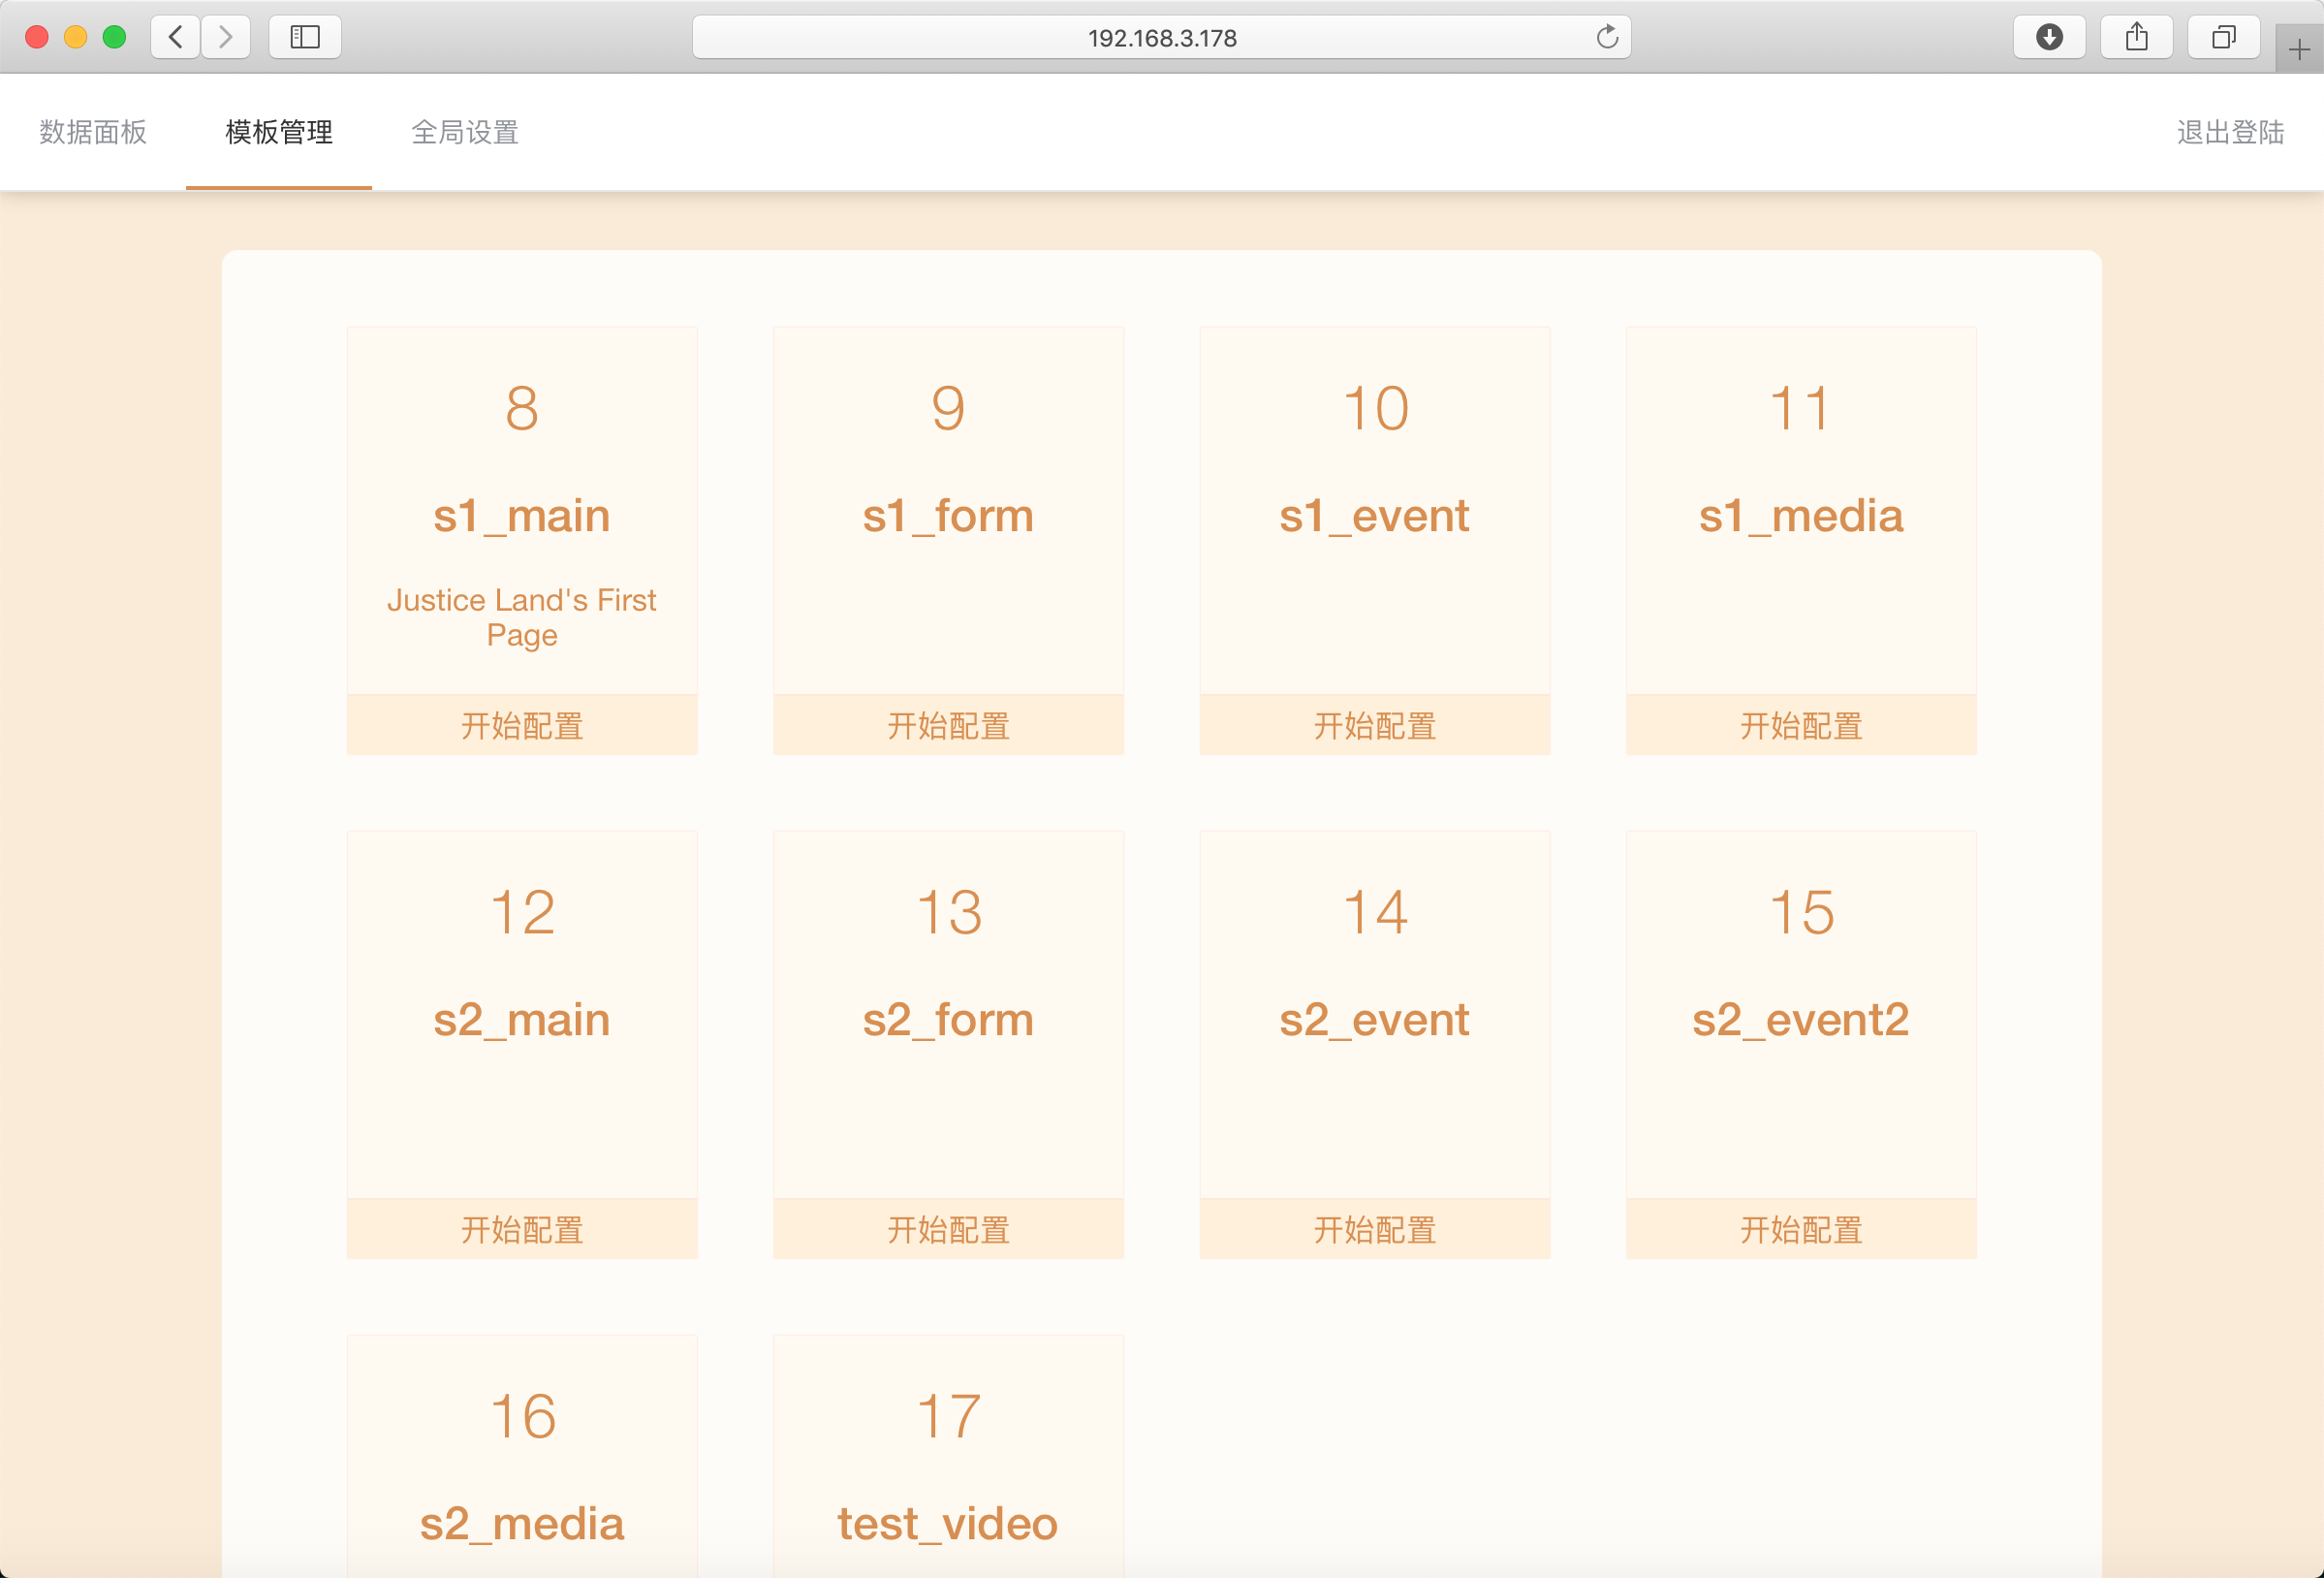 192.168.3.178
数据面板 模板管理 全局设置 退出登陆
8 9 10 11
s1_main s1_form s1_event s1_media
Justice Land's First
Page
开始配置 开始配置 开始配置 开始配置
12 13 14 15
s2_main s2_form s2_event s2_event2
开始配置 开始配置 开始配置 开始配置
16 17
s2_media test_video